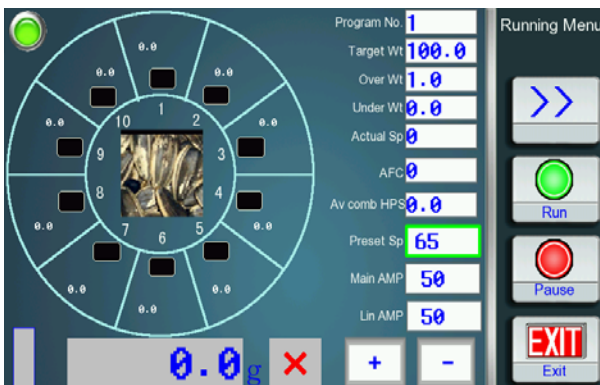 Program No. 1
Running Menu
Target Wt 100.0
Over Wt 1.0
Under Wt 0.0
Actual Sp 0
AFC 0
Av comb HPS 0.0
Preset Sp 65
Main AMP 50
Lin AMP 50
>>
Run
Pause
EXIT
Exit
0.0
0.0
0.0
0.0
0.0
0.0
0.0
0.0
0.0
0.0
1
2
3
4
5
6
7
8
9
10
0.0g
+
-